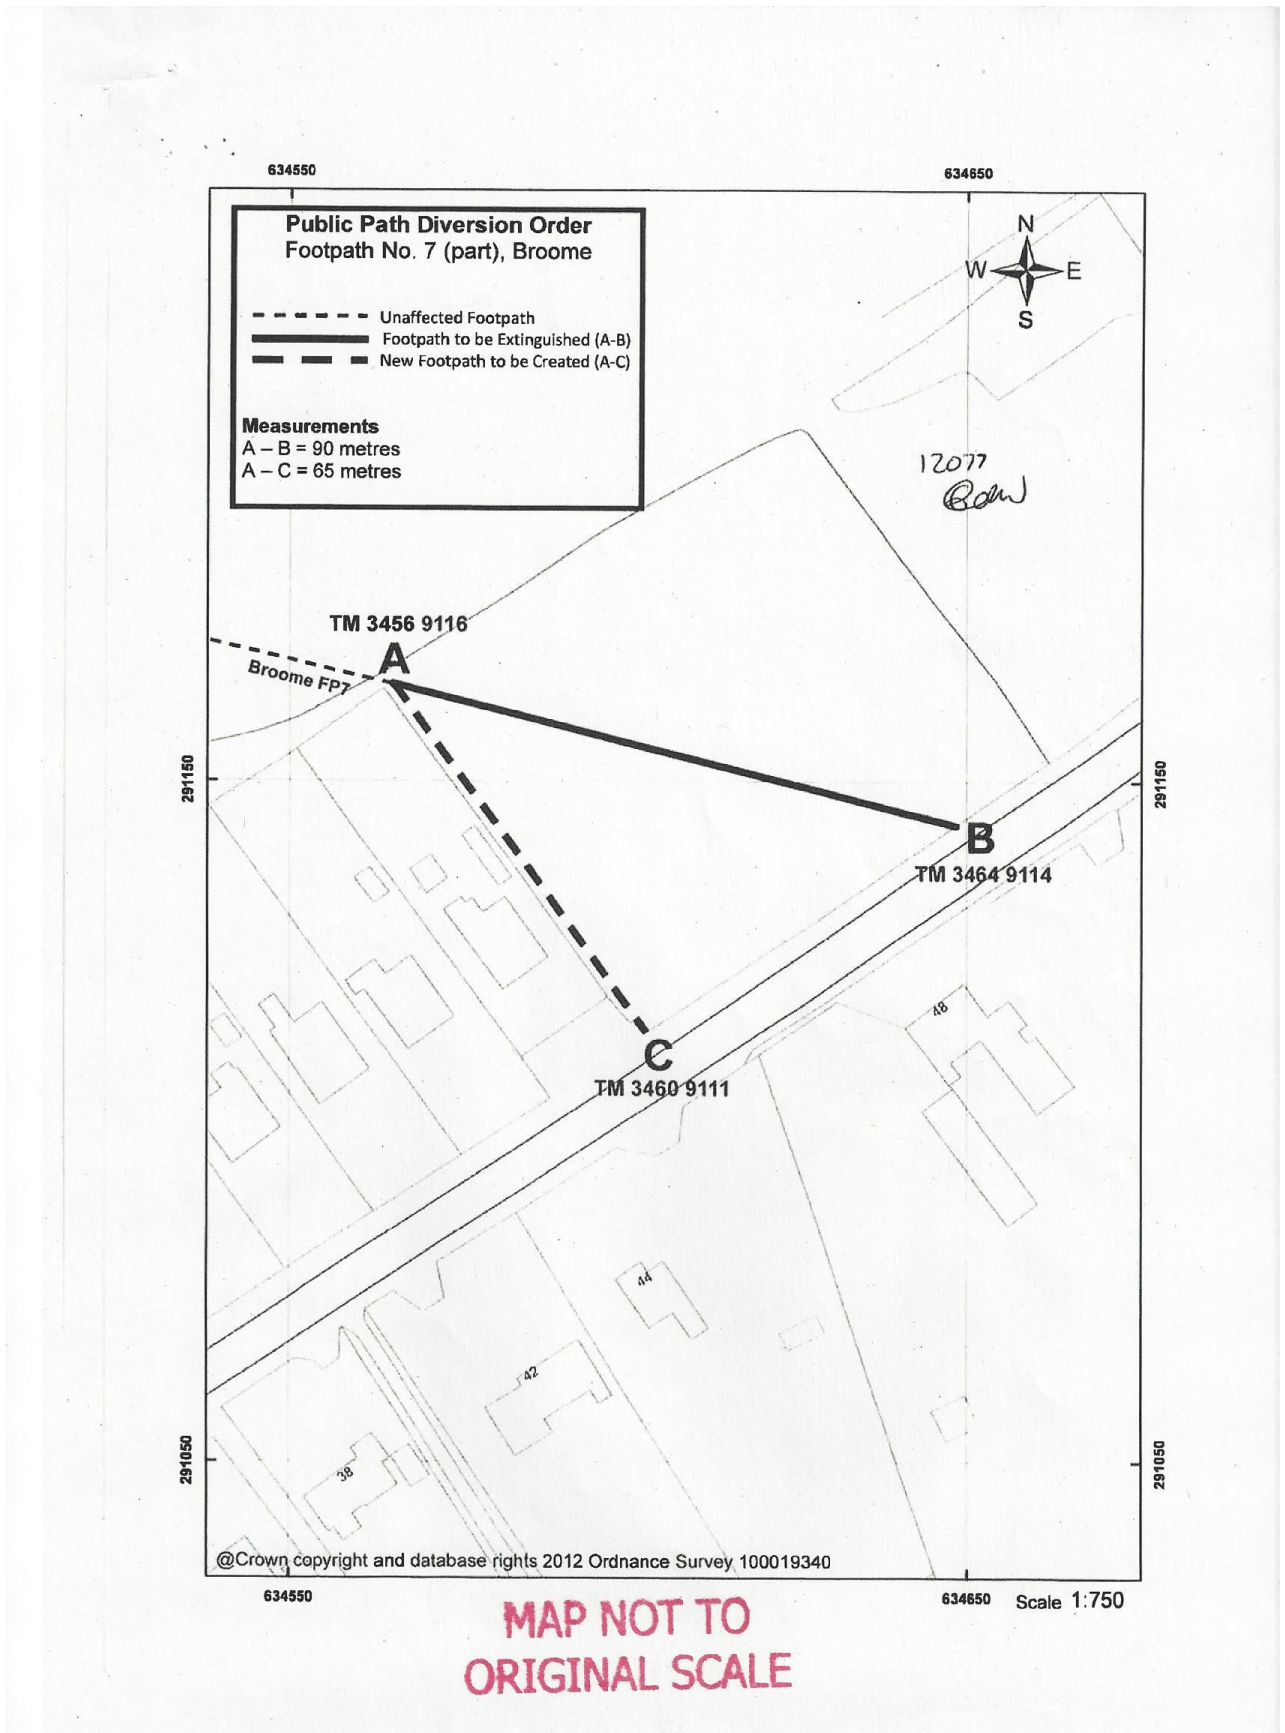 634550
634650
Public Path Diversion Order
Footpath No. 7 (part), Broome
Unaffected Footpath
Footpath to be Extinguished (A-B)
New Footpath to be Created (A-C)
Measurements
A – B = 90 metres
A – C = 65 metres
N
W E
S
12077
TM 3456 9116
A
Broome FP7
291150
291150
B
TM 3464 9114
48
C
TM 3460 9111
44
42
38
291050
291050
@Crown copyright and database rights 2012 Ordnance Survey 100019340
634550
634650
Scale 1:750
MAP NOT TO
ORIGINAL SCALE